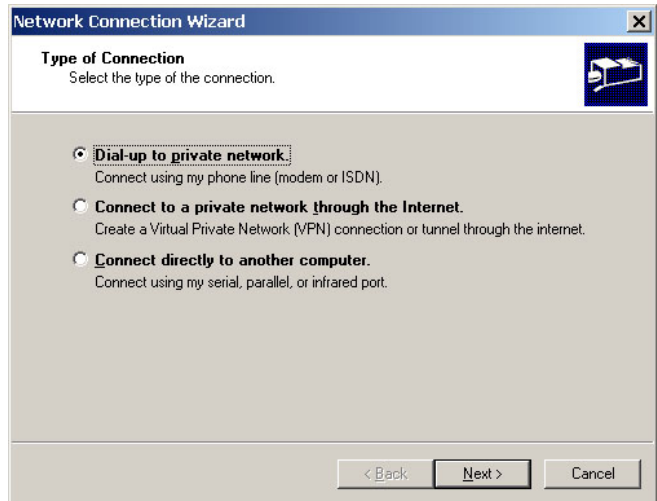 Network Connection Wizard
Type of Connection
Select the type of the connection.
Dial-up to private network.
Connect using my phone line (modem or ISDN).
Connect to a private network through the Internet.
Create a Virtual Private Network (VPN) connection or tunnel through the internet.
Connect directly to another computer.
Connect using my serial, parallel, or infrared port.
< Back Next > Cancel